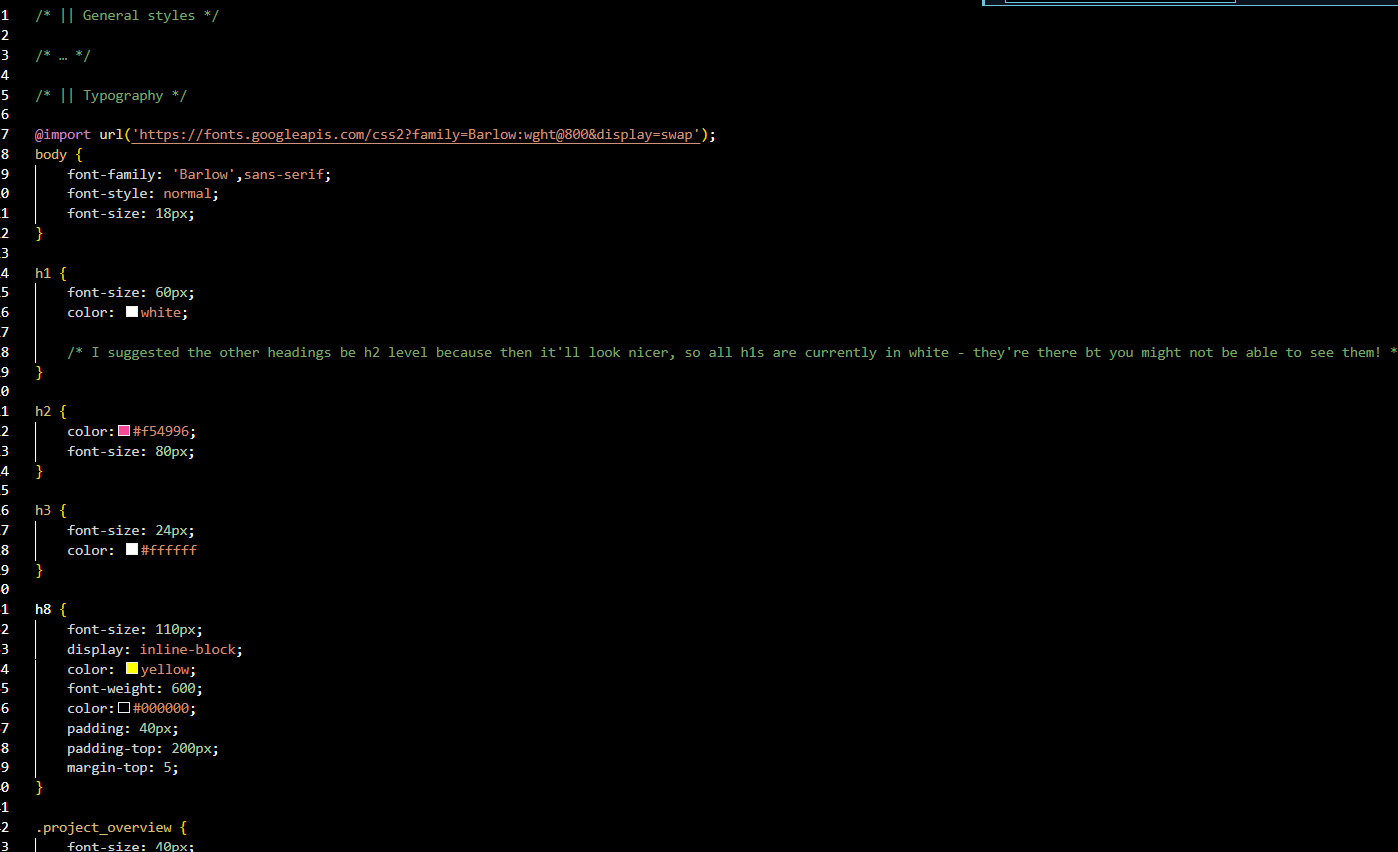 1 /* || General styles */
2
3 /* … */
4
5 /* || Typography */
6
7 @import url('https://fonts.googleapis.com/css2?family=Barlow:wght@800&display=swap');
8 body {
9 font-family: 'Barlow',sans-serif;
0 font-style: normal;
1 font-size: 18px;
2 }
3
4 h1 {
5 font-size: 60px;
6 color: white;
7
8 /* I suggested the other headings be h2 level because then it'll look nicer, so all h1s are currently in white - they're there bt you might not be able to see them! *
9 }
0
1 h2 {
2 color: #f54996;
3 font-size: 80px;
4 }
5
6 h3 {
7 font-size: 24px;
8 color: #ffffff
9 }
0
1 h8 {
2 font-size: 110px;
3 display: inline-block;
4 color: yellow;
5 font-weight: 600;
6 color: #000000;
7 padding: 40px;
8 padding-top: 200px;
9 margin-top: 5;
0 }
1
2 .project_overview {
3 font-size: 40px;